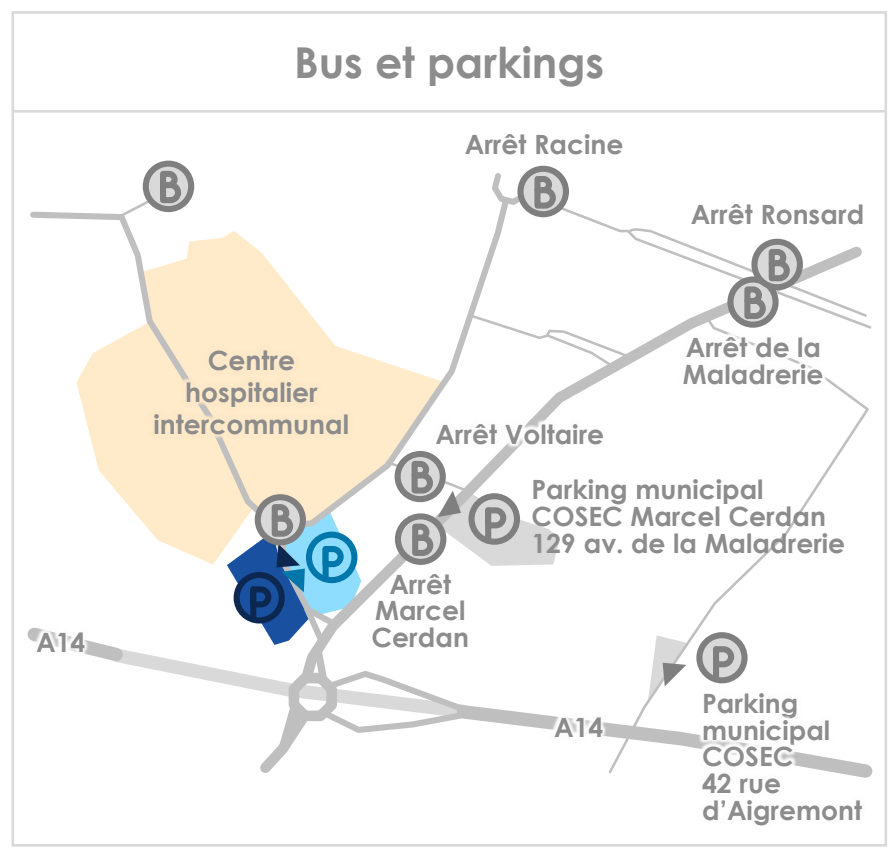 Bus et parkings
Arrêt Racine
B
B
Arrêt Ronsard
B
B
Arrêt de la
Maladrerie
Centre
hospitalier
intercommunal
Arrêt Voltaire
B
Parking municipal
COSEC Marcel Cerdan
129 av. de la Maladrerie
P
B
B
P
P
Arrêt
Marcel
Cerdan
A14
P
Parking
municipal
COSEC
42 rue
d'Aigremont
A14